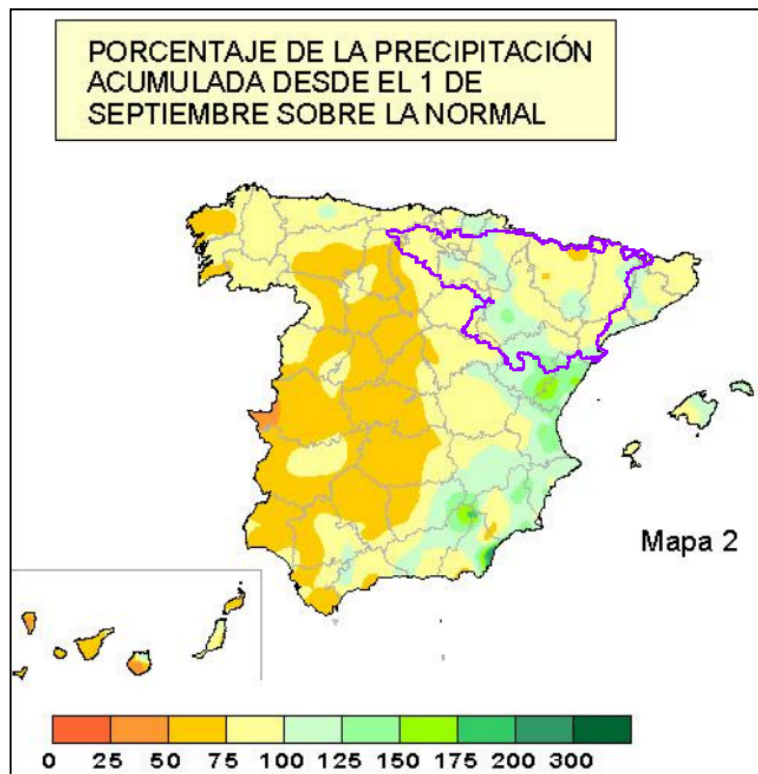 PORCENTAJE DE LA PRECIPITACIÓN
ACUMULADA DESDE EL 1 DE
SEPTIEMBRE SOBRE LA NORMAL
Mapa 2
0 25 50 75 100 125 150 175 200 300